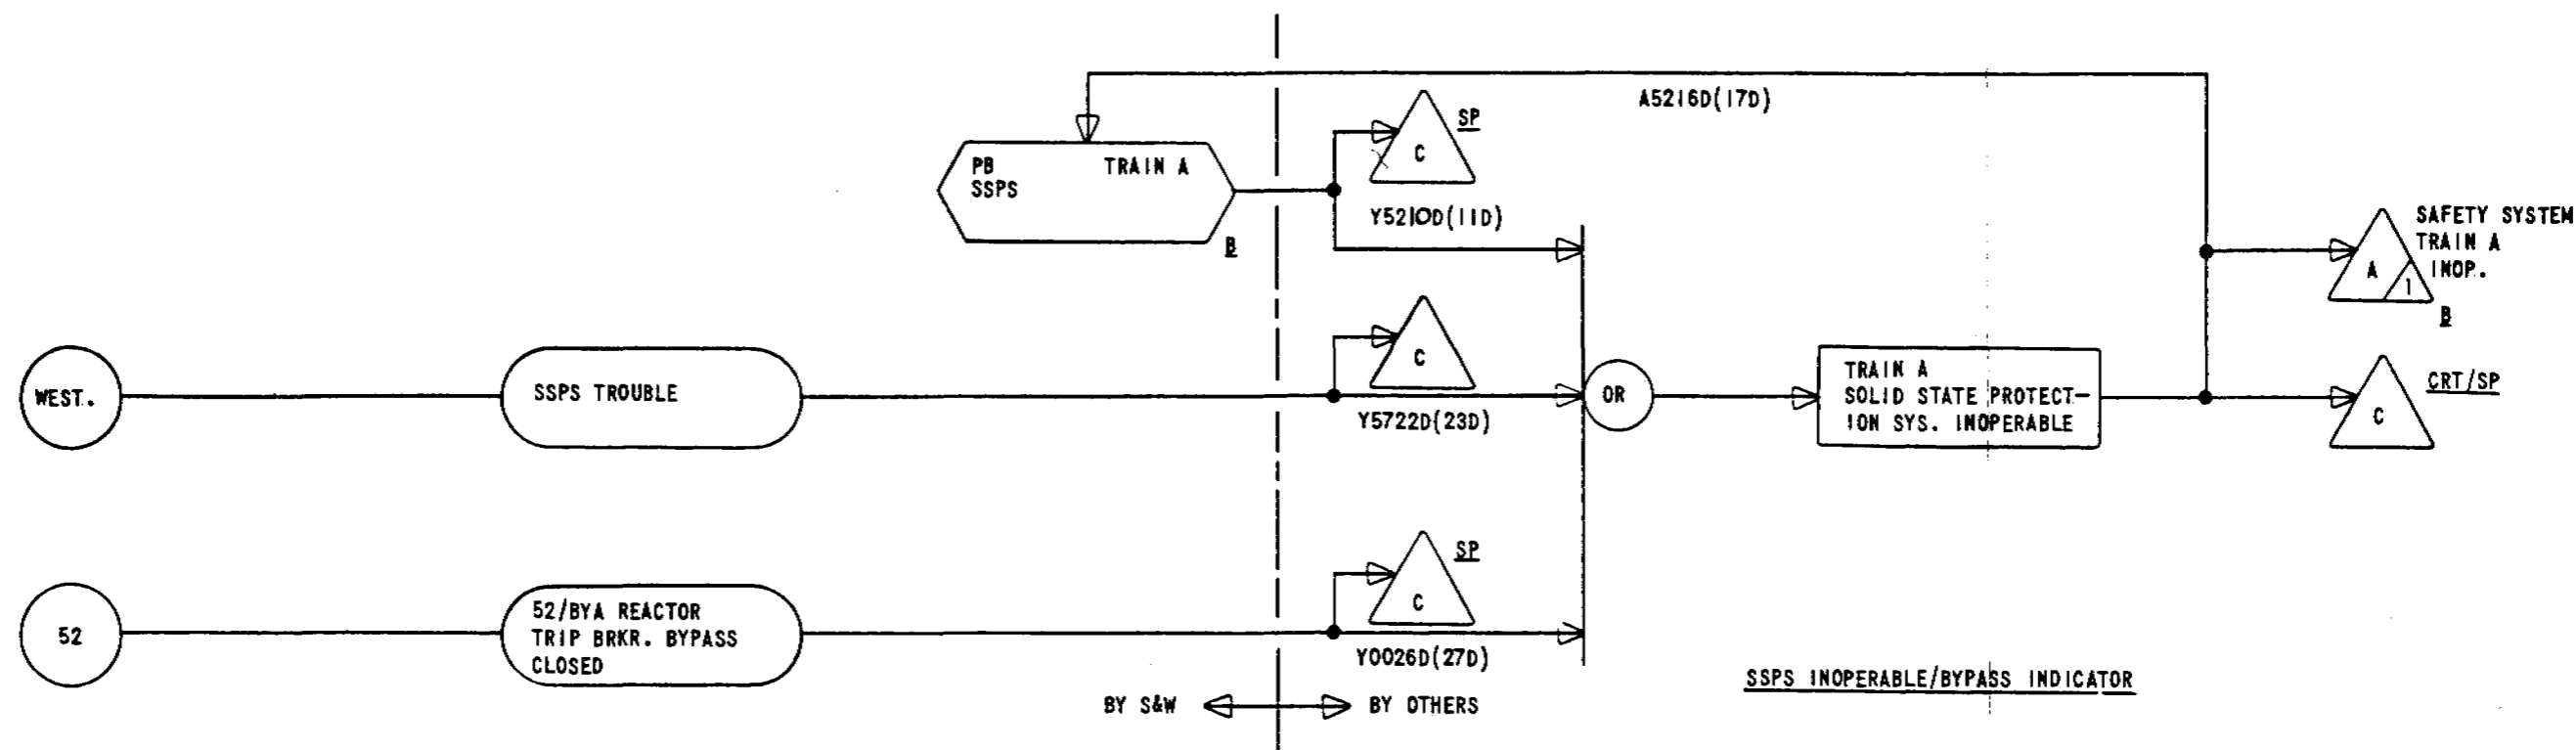 A5216D(17D)
SP
C
PB TRAIN A
SSPS
B
Y5210D(11D)
SAFETY SYSTEM
TRAIN A
INOP.
A
1
B
C
WEST.
SSPS TROUBLE
Y5722D(23D)
OR
TRAIN A
SOLID STATE PROTECT-
ION SYS. INOPERABLE
CRT/SP
C
SP
C
52
52/BYA REACTOR
TRIP BRKR. BYPASS
CLOSED
Y0026D(27D)
SSPS INOPERABLE/BYPASS INDICATOR
BY S&W
BY OTHERS